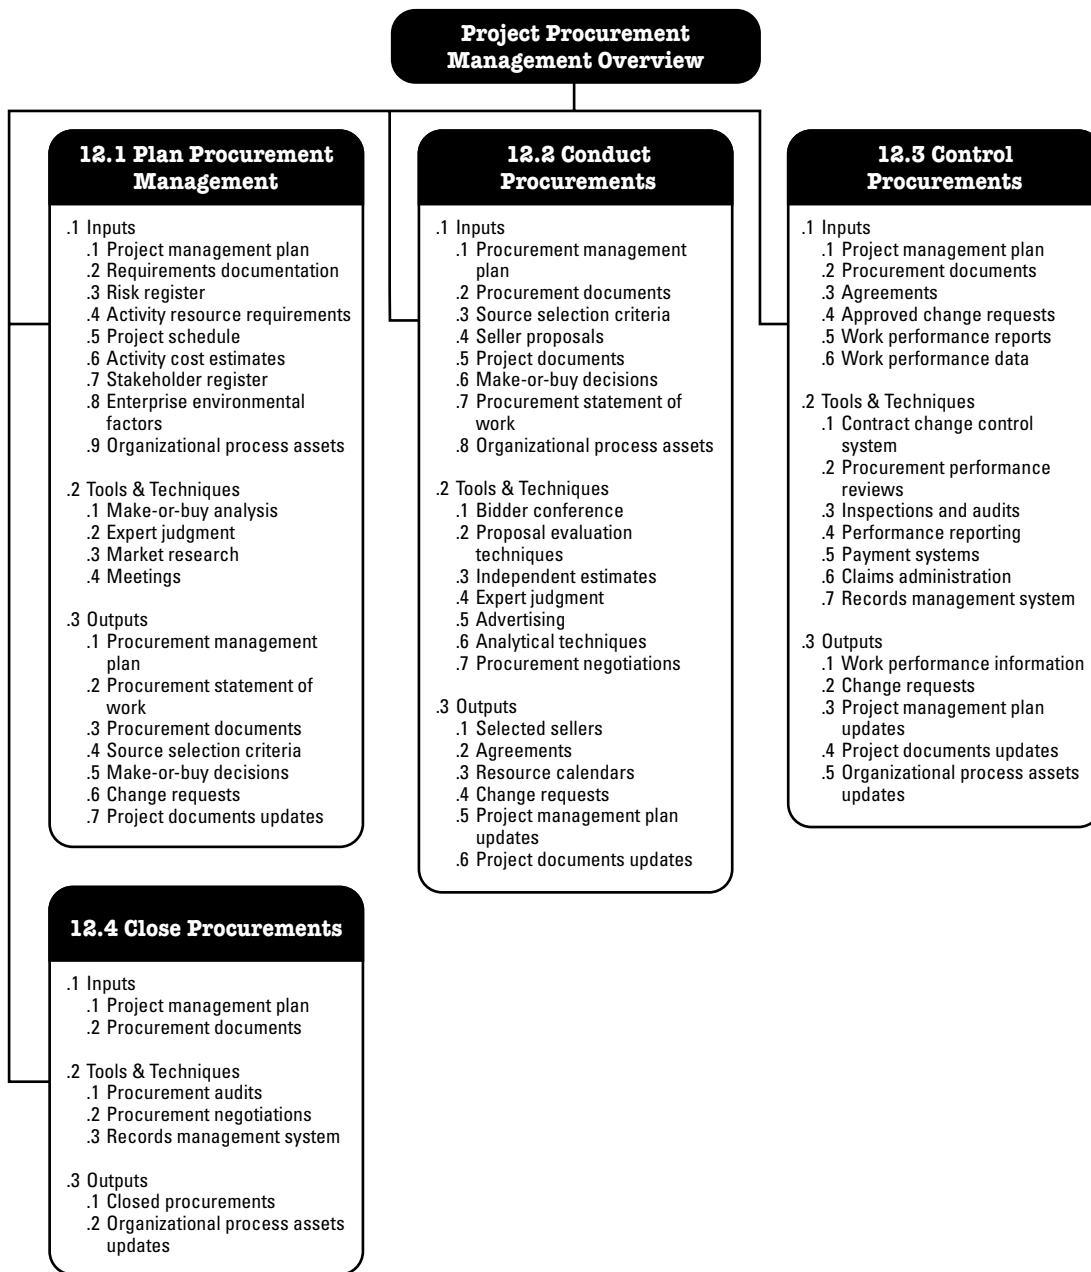 Project Procurement
Management Overview
12.1 Plan Procurement
Management
.1 Inputs
.1 Project management plan
.2 Requirements documentation
.3 Risk register
.4 Activity resource requirements
.5 Project schedule
.6 Activity cost estimates
.7 Stakeholder register
.8 Enterprise environmental
factors
.9 Organizational process assets
.2 Tools & Techniques
.1 Make-or-buy analysis
.2 Expert judgment
.3 Market research
.4 Meetings
.3 Outputs
.1 Procurement management
plan
.2 Procurement statement of
work
.3 Procurement documents
.4 Source selection criteria
.5 Make-or-buy decisions
.6 Change requests
.7 Project documents updates
12.2 Conduct
Procurements
.1 Inputs
.1 Procurement management
plan
.2 Procurement documents
.3 Source selection criteria
.4 Seller proposals
.5 Project documents
.6 Make-or-buy decisions
.7 Procurement statement of
work
.8 Organizational process assets
.2 Tools & Techniques
.1 Bidder conference
.2 Proposal evaluation
techniques
.3 Independent estimates
.4 Expert judgment
.5 Advertising
.6 Analytical techniques
.7 Procurement negotiations
.3 Outputs
.1 Selected sellers
.2 Agreements
.3 Resource calendars
.4 Change requests
.5 Project management plan
updates
.6 Project documents updates
12.3 Control
Procurements
.1 Inputs
.1 Project management plan
.2 Procurement documents
.3 Agreements
.4 Approved change requests
.5 Work performance reports
.6 Work performance data
.2 Tools & Techniques
.1 Contract change control
system
.2 Procurement performance
reviews
.3 Inspections and audits
.4 Performance reporting
.5 Payment systems
.6 Claims administration
.7 Records management system
.3 Outputs
.1 Work performance information
.2 Change requests
.3 Project management plan
updates
.4 Project documents updates
.5 Organizational process assets
updates
12.4 Close Procurements
.1 Inputs
.1 Project management plan
.2 Procurement documents
.2 Tools & Techniques
.1 Procurement audits
.2 Procurement negotiations
.3 Records management system
.3 Outputs
.1 Closed procurements
.2 Organizational process assets
updates